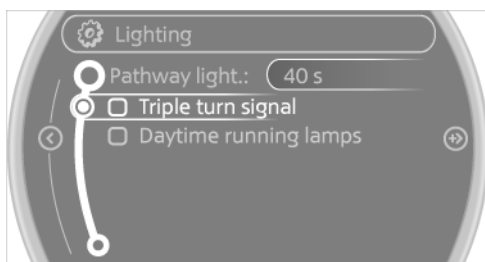 Lighting
Pathway light.: 40 s
Triple turn signal
Daytime running lamps